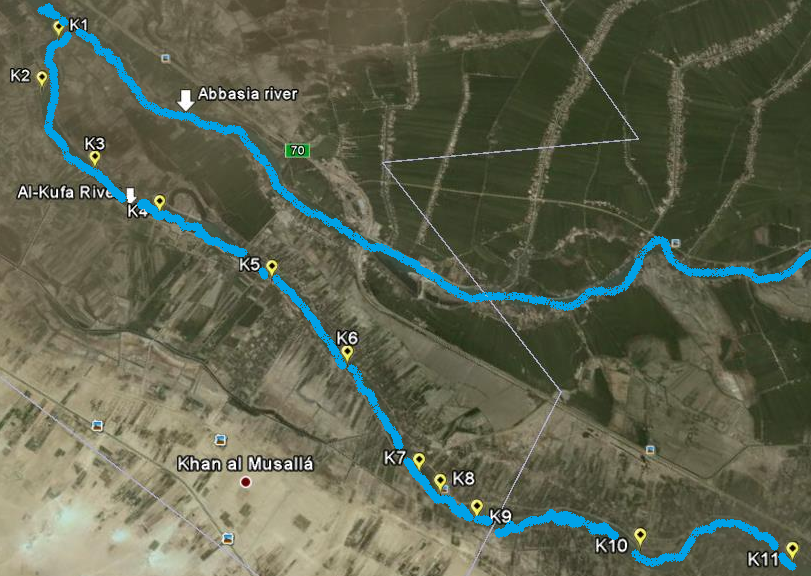 K1
K2
Abbasia river
K3
70
Al-Kufa River
K4
K5
K6
K7
Khan al Musallá
K8
K9
K10
K11